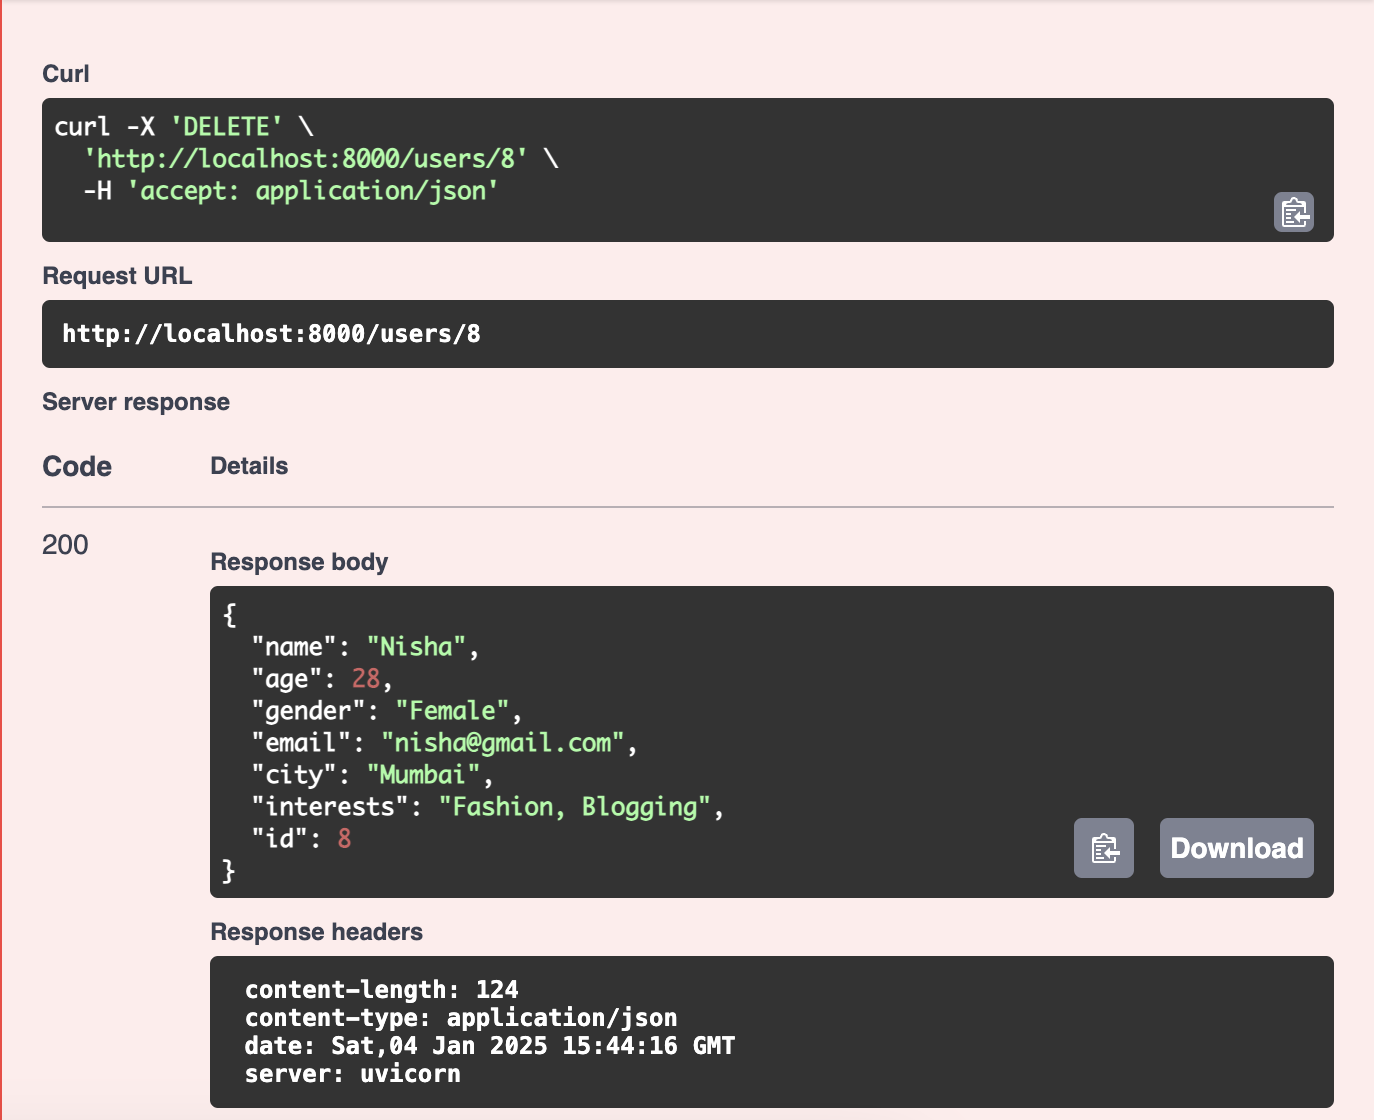 Curl
curl -X 'DELETE' \
  'http://localhost:8000/users/8' \
  -H 'accept: application/json'
Request URL
http://localhost:8000/users/8
Server response
Code Details
200
Response body
{
  "name": "Nisha",
  "age": 28,
  "gender": "Female",
  "email": "nisha@gmail.com",
  "city": "Mumbai",
  "interests": "Fashion, Blogging",
  "id": 8
}
Download
Response headers
content-length: 124
content-type: application/json
date: Sat,04 Jan 2025 15:44:16 GMT
server: uvicorn